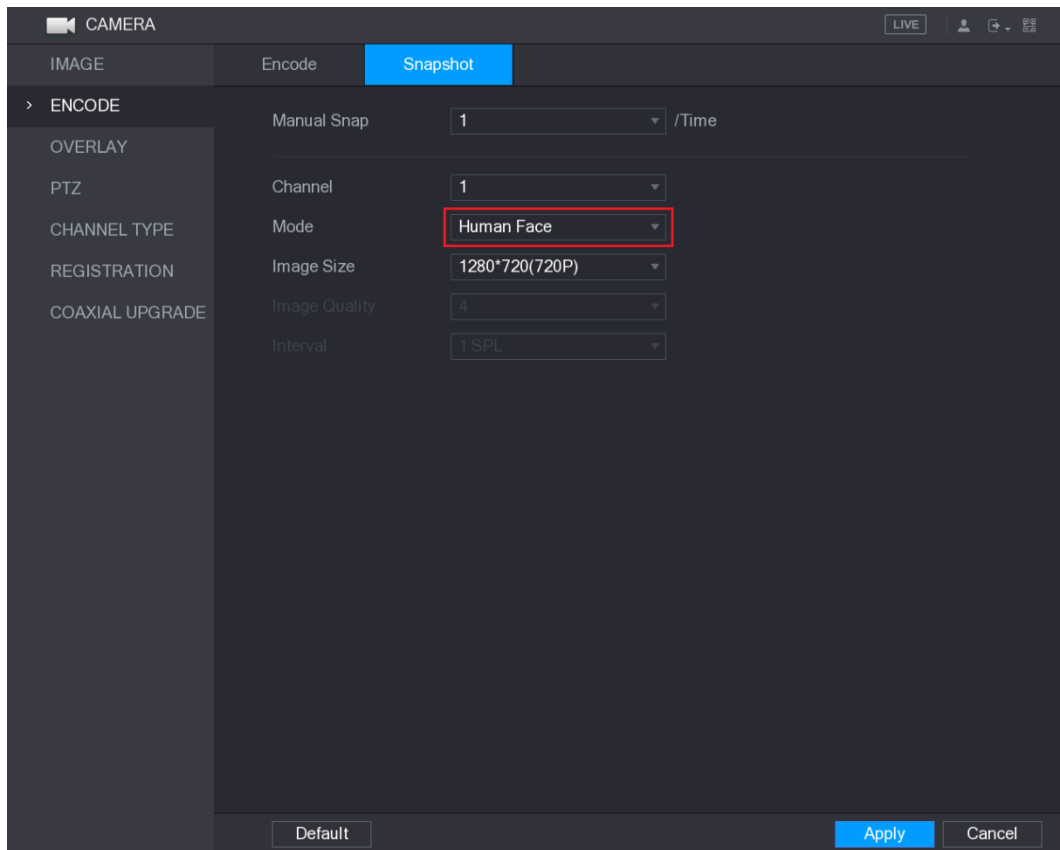 CAMERA
LIVE
IMAGE
ENCODE
OVERLAY
PTZ
CHANNEL TYPE
REGISTRATION
COAXIAL UPGRADE
Encode Snapshot
Manual Snap 1 /Time
Channel 1
Mode Human Face
Image Size 1280*720(720P)
Image Quality 4
Interval 1 SPL
Default Apply Cancel